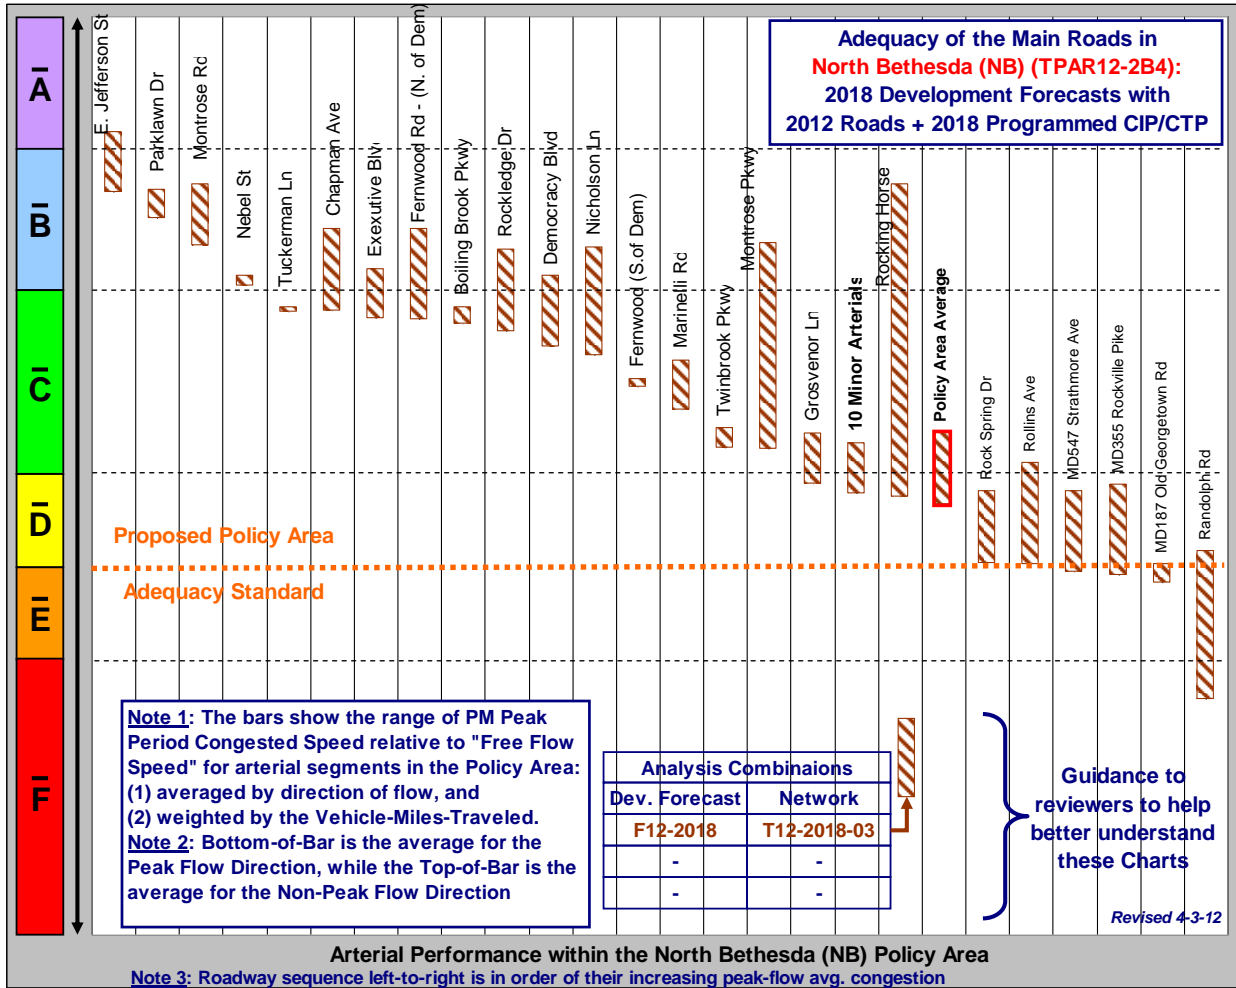 Adequacy of the Main Roads in
North Bethesda (NB) (TPAR12-2B4):
2018 Development Forecasts with
2012 Roads + 2018 Programmed CIP/CTP
A
B
C
D
E
F
E. Jefferson St
Parklawn Dr
Montrose Rd
Nebel St
Tuckerman Ln
Chapman Ave
Exexutive Blv
Fernwood Rd - (N. of Dem)
Boiling Brook Pkwy
Rockledge Dr
Democracy Blvd
Nicholson Ln
Fernwood (S.of Dem)
Marinelli Rd
Twinbrook Pkwy
Montrose Pkwy
Grosvenor Ln
10 Minor Arterials
Rocking Horse
Policy Area Average
Rock Spring Dr
Rollins Ave
MD547 Strathmore Ave
MD355 Rockville Pike
MD187 Old Georgetown Rd
Randolph Rd
Proposed Policy Area
Adequacy Standard
Note 1: The bars show the range of PM Peak
Period Congested Speed relative to "Free Flow
Speed" for arterial segments in the Policy Area:
(1) averaged by direction of flow, and
(2) weighted by the Vehicle-Miles-Traveled.
Note 2: Bottom-of-Bar is the average for the
Peak Flow Direction, while the Top-of-Bar is the
average for the Non-Peak Flow Direction
Analysis Combinaions
Dev. Forecast Network
F12-2018 T12-2018-03
- -
- -
Guidance to
reviewers to help
better understand
these Charts
Revised 4-3-12
Arterial Performance within the North Bethesda (NB) Policy Area
Note 3: Roadway sequence left-to-right is in order of their increasing peak-flow avg. congestion